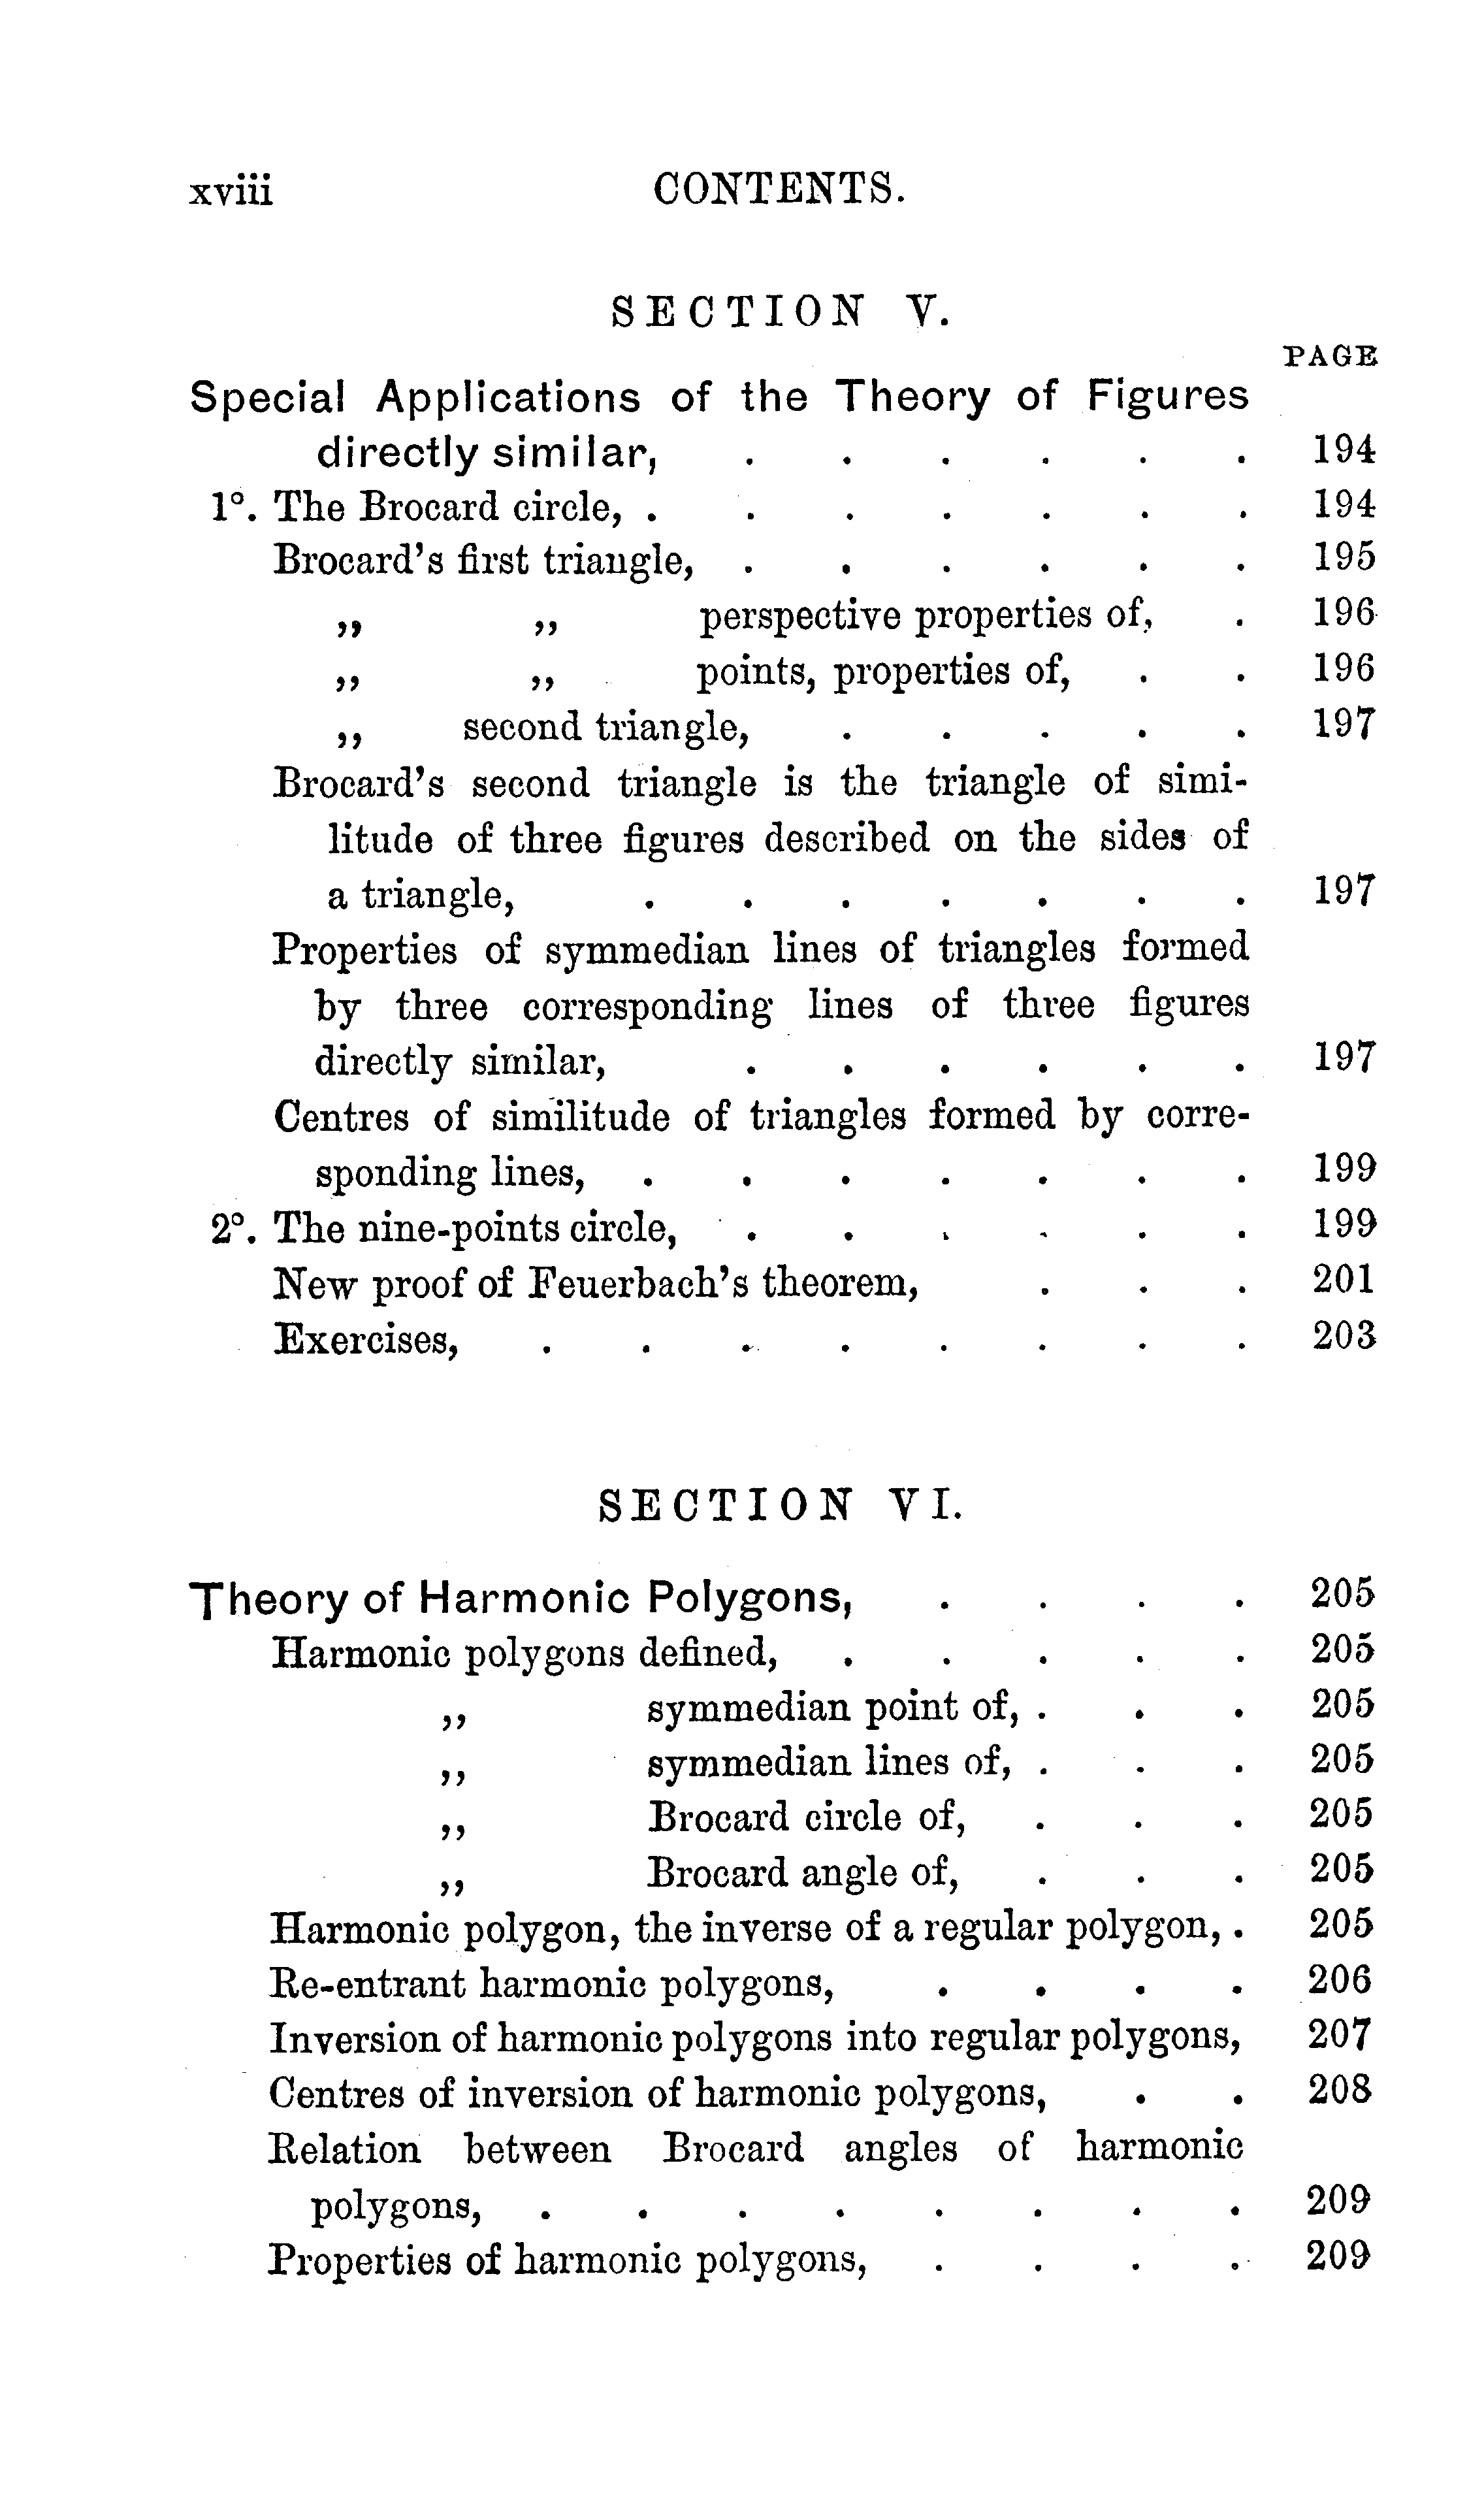 xviii CONTENTS.
SECTION V.
PAGE
Special Applications of the Theory of Figures
directly similar, . . . . . . 194
1°. The Brocard circle, . . . . . . . 194
Brocard's first triangle, . . . . . . 195
„ „ perspective properties of, . 196
„ „ points, properties of, . . 196
„ second triangle, . . . . . 197
Brocard's second triangle is the triangle of simi-
litude of three figures described on the sides of
a triangle, . . . . . . . 197
Properties of symmedian lines of triangles formed
by three corresponding lines of three figures
directly similar, . . . . . . 197
Centres of similitude of triangles formed by corre-
sponding lines, . . . . . . . 199
2°. The nine-points circle, . . . . . . 199
New proof of Feuerbach's theorem, . . . 201
Exercises, . . . . . . . . 203
SECTION VI.
Theory of Harmonic Polygons, . . . . 205
Harmonic polygons defined, . . . . . 205
„ symmedian point of, . . . 205
„ symmedian lines of, . . . 205
„ Brocard circle of, . . . 205
„ Brocard angle of, . . . 205
Harmonic polygon, the inverse of a regular polygon, . 205
Re-entrant harmonic polygons, . . . . 206
Inversion of harmonic polygons into regular polygons, 207
Centres of inversion of harmonic polygons, . . 208
Relation between Brocard angles of harmonic
polygons, . . . . . . . . 209
Properties of harmonic polygons, . . . . 209